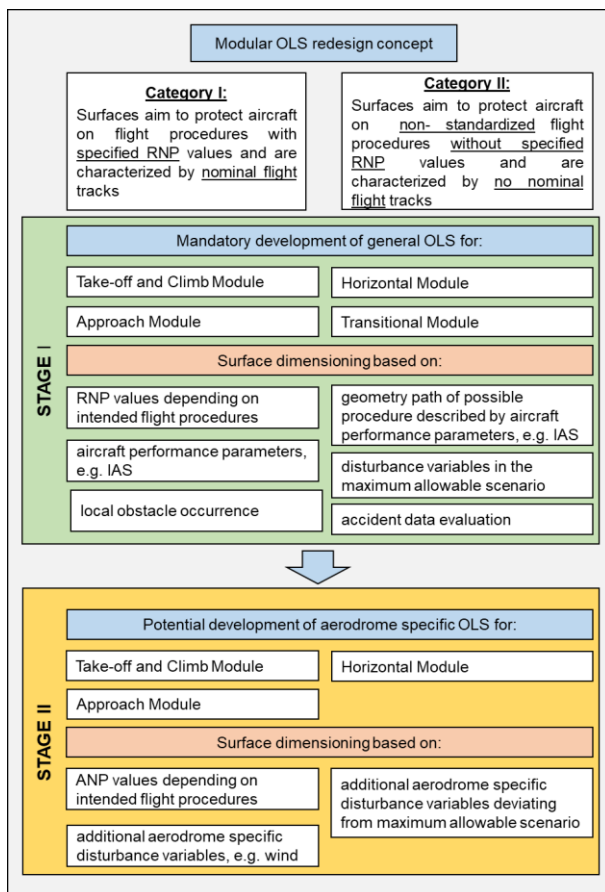 Modular OLS redesign concept
Category I:
Surfaces aim to protect aircraft
on flight procedures with
specified RNP values and are
characterized by nominal flight
tracks
Category II:
Surfaces aim to protect aircraft
on non- standardized flight
procedures without specified
RNP values and are
characterized by no nominal
flight tracks
STAGE I
Mandatory development of general OLS for:
Take-off and Climb Module
Horizontal Module
Approach Module
Transitional Module
Surface dimensioning based on:
RNP values depending on
intended flight procedures
aircraft performance parameters,
e.g. IAS
local obstacle occurrence
geometry path of possible
procedure described by aircraft
performance parameters, e.g. IAS
disturbance variables in the
maximum allowable scenario
accident data evaluation
STAGE II
Potential development of aerodrome specific OLS for:
Take-off and Climb Module
Horizontal Module
Approach Module
Surface dimensioning based on:
ANP values depending on
intended flight procedures
additional aerodrome specific
disturbance variables, e.g. wind
additional aerodrome specific
disturbance variables deviating
from maximum allowable scenario